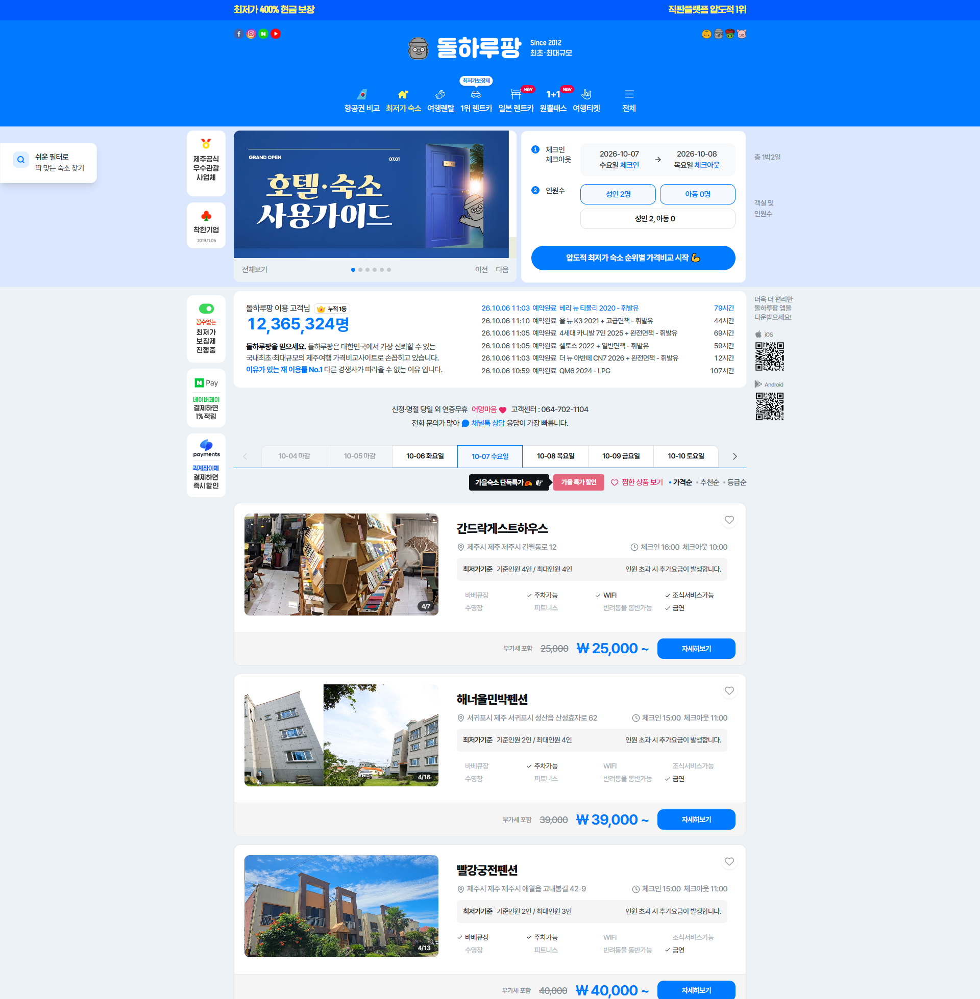 최저가 400% 현금 보장
직판플랫폼 압도적 1위
돌하루팡
Since 2012
최초·최대규모
최저가보장제
NEW
1+1
NEW
항공권 비교
최저가 숙소
여행렌탈
1위 렌트카
일본 렌트카
원쁠패스
여행티켓
전체
쉬운 필터로
딱 맞는 숙소 찾기
제주공식
우수관광
사업체
착한기업
2019.11.06
GRAND OPEN
07.01
호텔·숙소
사용가이드
전체보기
이전
다음
1
체크인
체크아웃
2026-10-07
수요일 체크인
2026-10-08
목요일 체크아웃
2
인원수
성인 2명
아동 0명
성인 2, 아동 0
압도적 최저가 숙소 순위별 가격비교 시작
총 1박2일
객실 및
인원수
꼼수없는
최저가
보장제
진행중
N Pay
네이버페이
결제하면
1%적립
payments
퀵계좌이체
결제하면
즉시할인
돌하루팡 이용 고객님
누적 1등
12,365,324명
돌하루팡을 믿으세요. 돌하루팡은 대한민국에서 가장 신뢰할 수 있는
국내최초·최대규모의 제주여행 가격비교사이트로 손꼽히고 있습니다.
이유가 있는 재 이용률 No.1 다른 경쟁사가 따라올 수 없는 이유 입니다.
26.10.06 11:03 예약완료 베리 뉴 티볼리 2020 - 휘발유 79시간
26.10.06 11:10 예약완료 올 뉴 K3 2021 + 고급면책 - 휘발유 44시간
26.10.06 11:05 예약완료 4세대 카니발 7인 2025 + 완전면책 - 휘발유 69시간
26.10.06 11:05 예약완료 셀토스 2022 + 일반면책 - 휘발유 59시간
26.10.06 11:03 예약완료 더 뉴 아반떼 CN7 2026 + 완전면책 - 휘발유 12시간
26.10.06 10:59 예약완료 QM6 2024 - LPG 107시간
더욱 더 편리한
돌하루팡 앱을
다운받으세요!
iOS
Android
신정·명절 당일 외 연중무휴 어멍마음 고객센터 : 064-702-1104
전화 문의가 많아 채널톡 상담 응답이 가장 빠릅니다.
10-04 마감
10-05 마감
10-06 화요일
10-07 수요일
10-08 목요일
10-09 금요일
10-10 토요일
가을숙소 단독특가
가을 특가 할인
찜한 상품 보기
가격순
추천순
등급순
4/7
간드락게스트하우스
제주시 제주 제주시 간월동로 12
체크인 16:00 체크아웃 10:00
최저가기준 기준인원 4인 / 최대인원 4인
인원 초과 시 추가요금이 발생합니다.
바베큐장 주차가능 WIFI 조식서비스가능
수영장 피트니스 반려동물 동반가능 금연
부가세 포함 25,000 ₩ 25,000 ~
자세히보기
4/16
해너울민박펜션
서귀포시 제주 서귀포시 성산읍 산성효자로 62
체크인 15:00 체크아웃 11:00
최저가기준 기준인원 2인 / 최대인원 4인
인원 초과 시 추가요금이 발생합니다.
바베큐장 주차가능 WIFI 조식서비스가능
수영장 피트니스 반려동물 동반가능 금연
부가세 포함 39,000 ₩ 39,000 ~
자세히보기
4/13
빨강궁전펜션
제주시 제주 제주시 애월읍 고내봉길 42-9
체크인 15:00 체크아웃 11:00
최저가기준 기준인원 2인 / 최대인원 3인
인원 초과 시 추가요금이 발생합니다.
바베큐장 주차가능 WIFI 조식서비스가능
수영장 피트니스 반려동물 동반가능 금연
부가세 포함 40,000 ₩ 40,000 ~
자세히보기